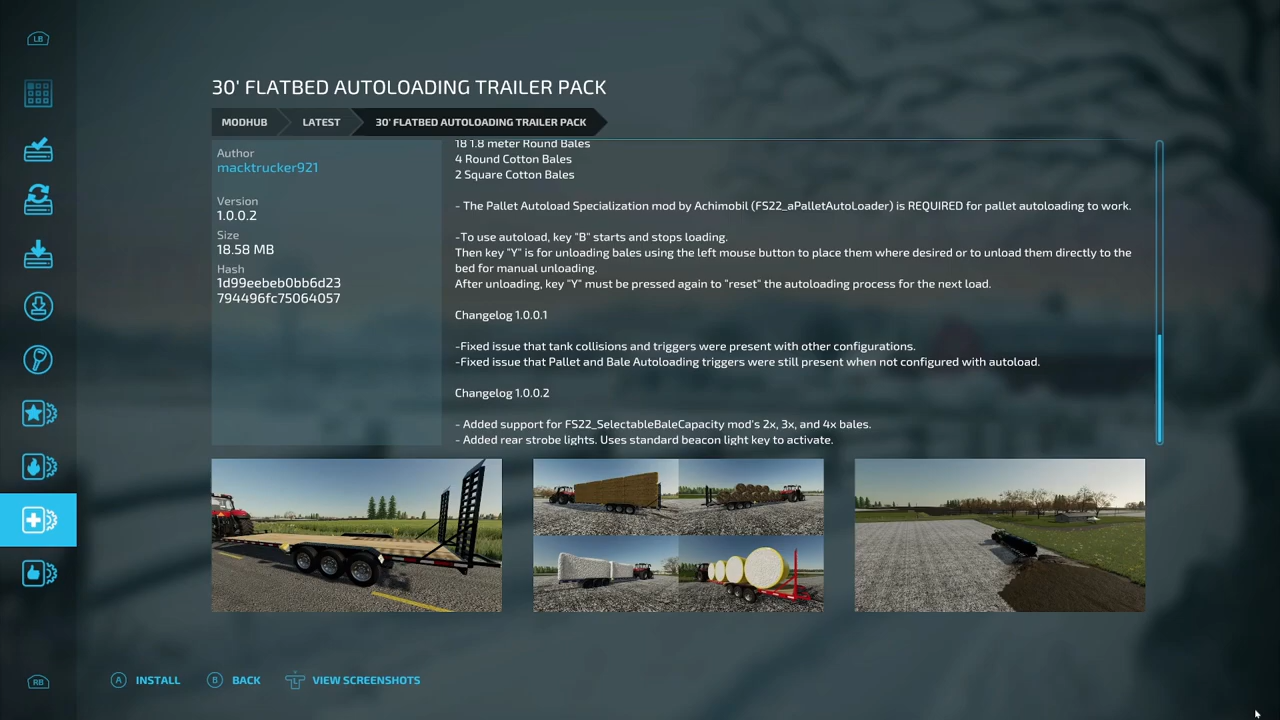 LB
30' FLATBED AUTOLOADING TRAILER PACK
MODHUB
LATEST
30' FLATBED AUTOLOADING TRAILER PACK
Author
macktrucker921
Version
1.0.0.2
Size
18.58 MB
Hash
1d99eebeb0bb6d23
794496fc75064057
18 1.8 meter Round Bales
4 Round Cotton Bales
2 Square Cotton Bales
- The Pallet Autoload Specialization mod by Achimobil (FS22_aPalletAutoLoader) is REQUIRED for pallet autoloading to work.
-To use autoload, key "B" starts and stops loading.
Then key "Y" is for unloading bales using the left mouse button to place them where desired or to unload them directly to the
bed for manual unloading.
After unloading, key "Y" must be pressed again to "reset" the autoloading process for the next load.
Changelog 1.0.0.1
-Fixed issue that tank collisions and triggers were present with other configurations.
-Fixed issue that Pallet and Bale Autoloading triggers were still present when not configured with autoload.
Changelog 1.0.0.2
- Added support for FS22_SelectableBaleCapacity mod's 2x, 3x, and 4x bales.
- Added rear strobe lights. Uses standard beacon light key to activate.
RB
A INSTALL
B BACK
L VIEW SCREENSHOTS